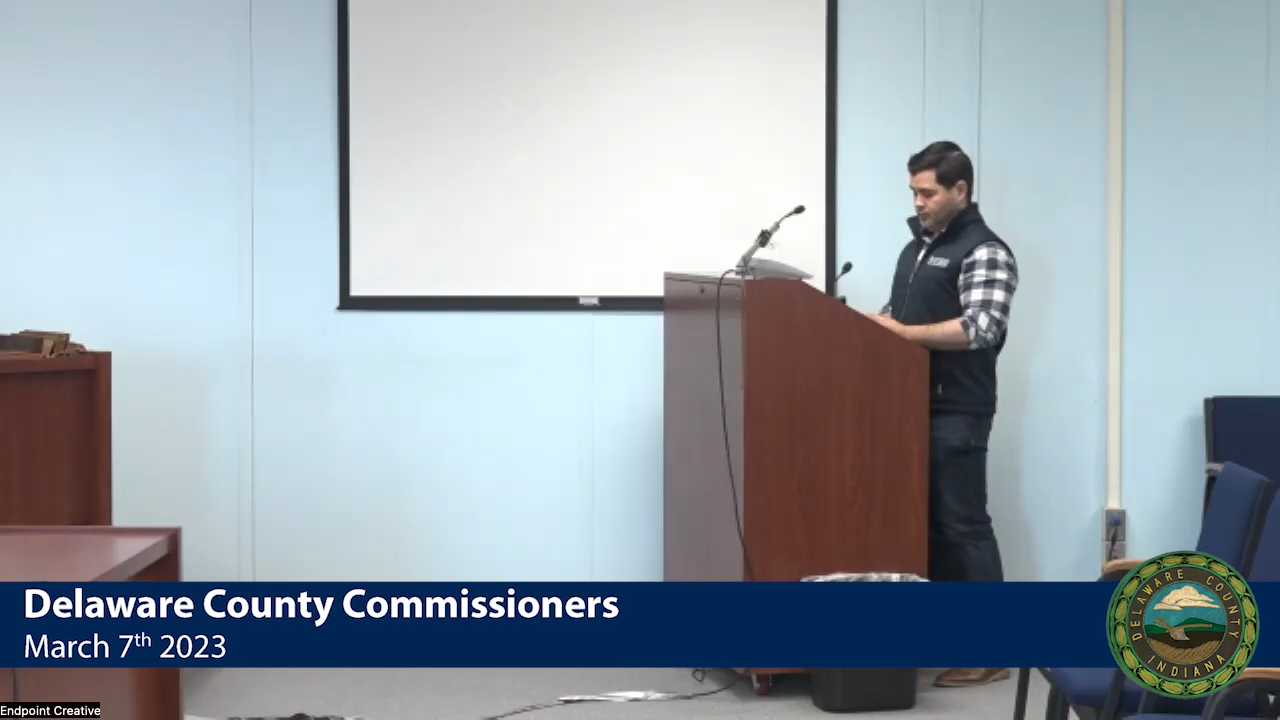 Delaware County Commissioners
March 7th 2023
DELAWARE COUNTY
INDIANA
Endpoint Creative